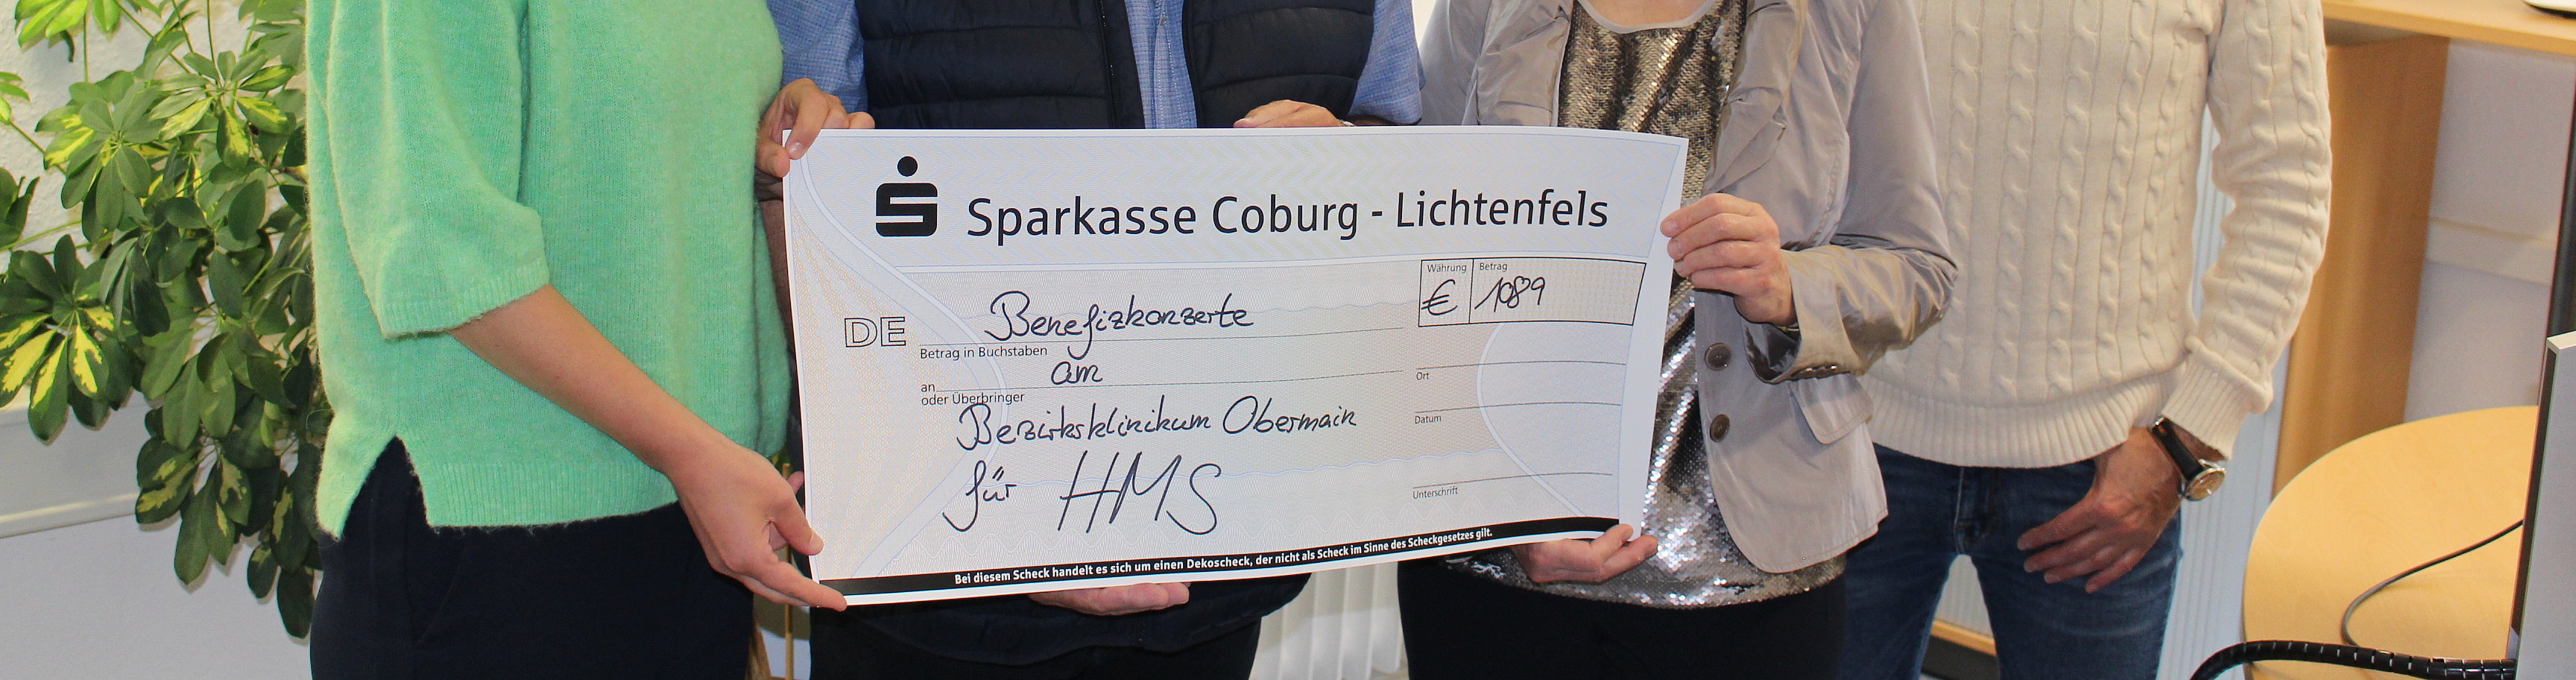 Sparkasse Coburg - Lichtenfels
Währung Betrag
€ 1089
DE Benefizkonzerte
Betrag in Buchstaben
am
an
oder Überbringer
Ort
Bezirksklinikum Obermain
Datum
für HMS
Unterschrift
Bei diesem Scheck handelt es sich um einen Dekoscheck, der nicht als Scheck im Sinne des Scheckgesetzes gilt.